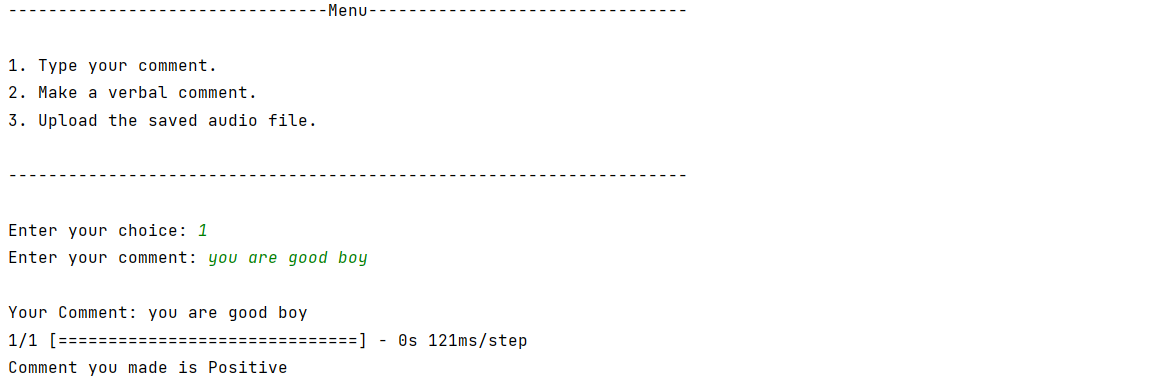 --------------------------------Menu--------------------------------
1. Type your comment.
2. Make a verbal comment.
3. Upload the saved audio file.
--------------------------------------------------------------------
Enter your choice: 1
Enter your comment: you are good boy
Your Comment: you are good boy
1/1 [==============================] - 0s 121ms/step
Comment you made is Positive